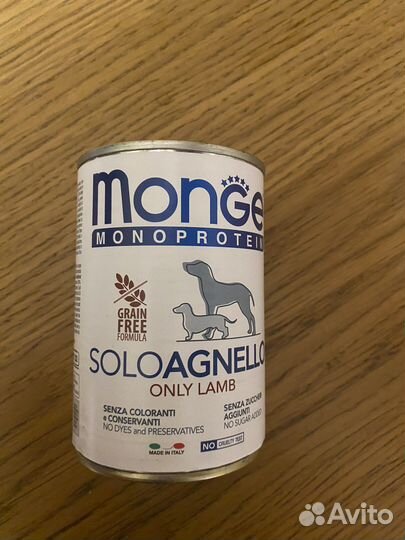 MONGE
MONOPROTEIN
GRAIN
FREE
FORMULA
SOLOAGNELLO
ONLY LAMB
SENZA COLORANTI
e CONSERVANTI
NO DYES and PRESERVATIVES
SENZA ZUCCHERI
AGGIUNTI
NO SUGAR ADDED
MADE IN ITALY
NO CRUELTY TEST
Avito